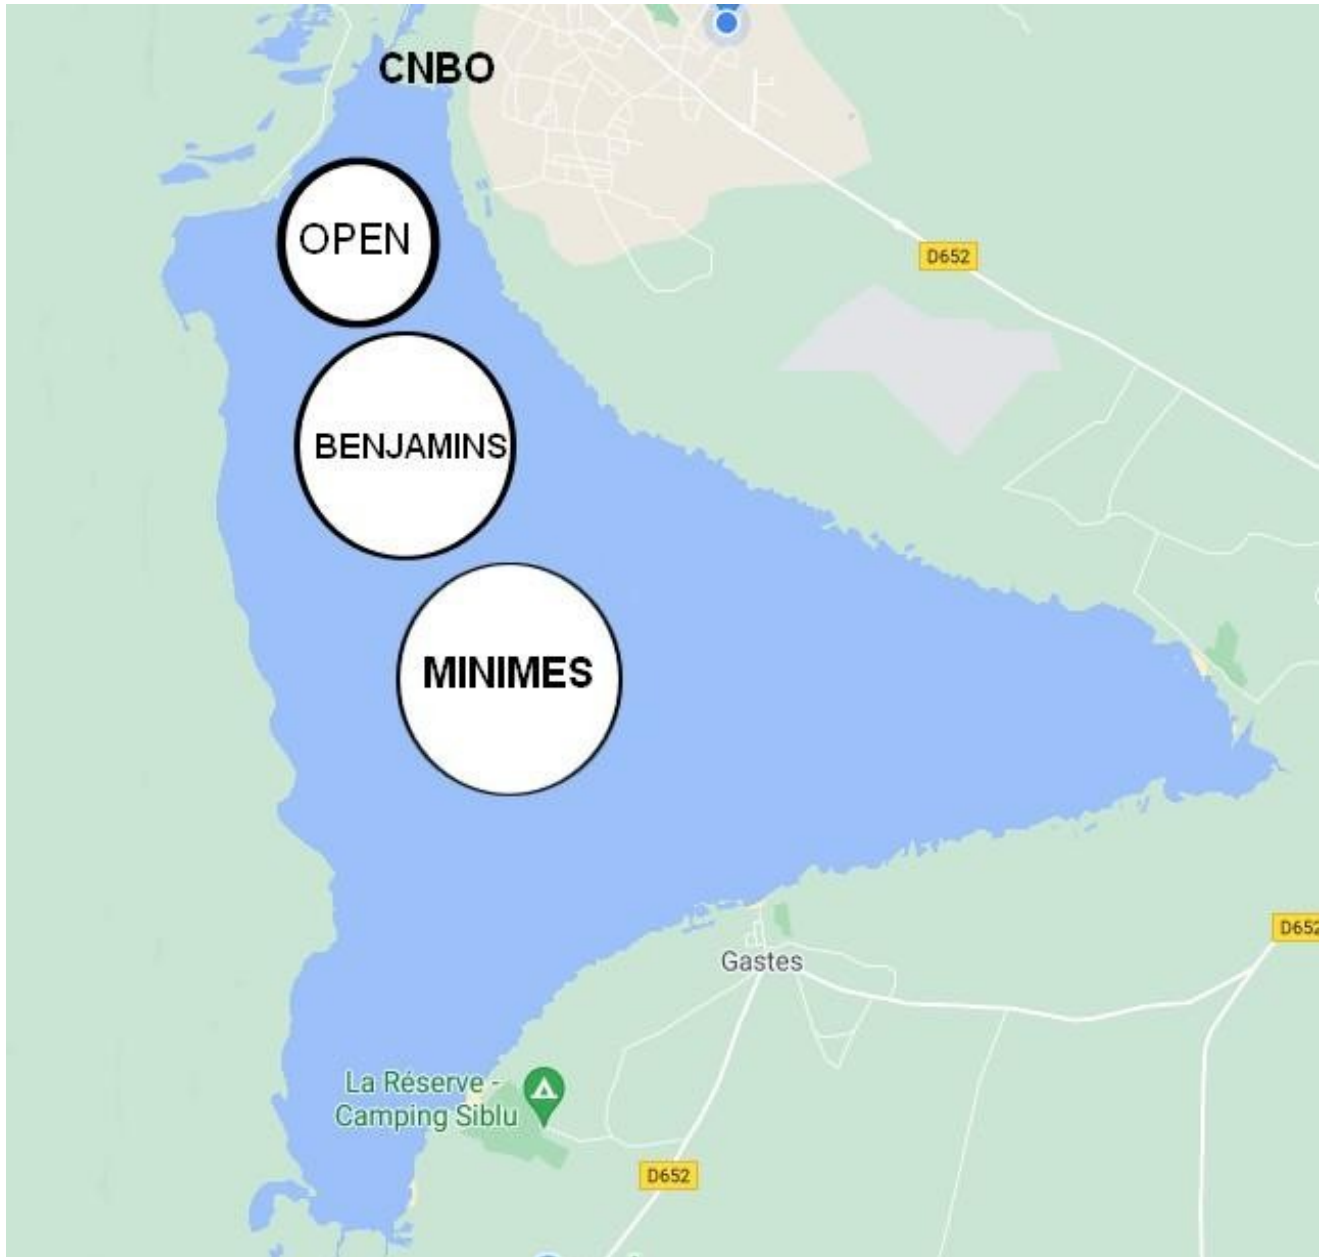 CNBO
OPEN
D652
BENJAMINS
MINIMES
D652
Gastes
La Réserve -
Camping Siblu
D652